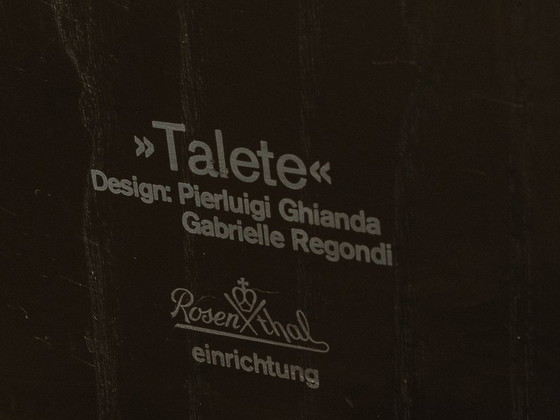 »Talete«
Design: Pierluigi Ghianda
Gabrielle Regondi
Rosenthal
einrichtung